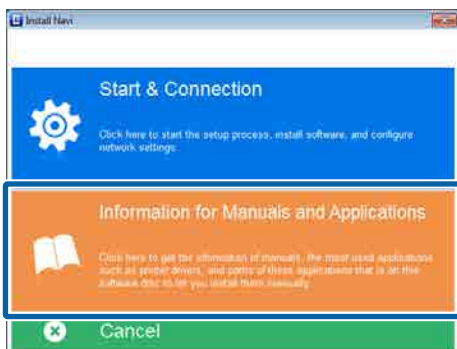 Install Navi
Start & Connection
Click here to start the setup process, install software, and configure
network settings.
Information for Manuals and Applications
Click here to get the information of manuals, the most used applications
such as printer drivers, and some of these applications that is on this
software disc to let you install them manually.
Cancel